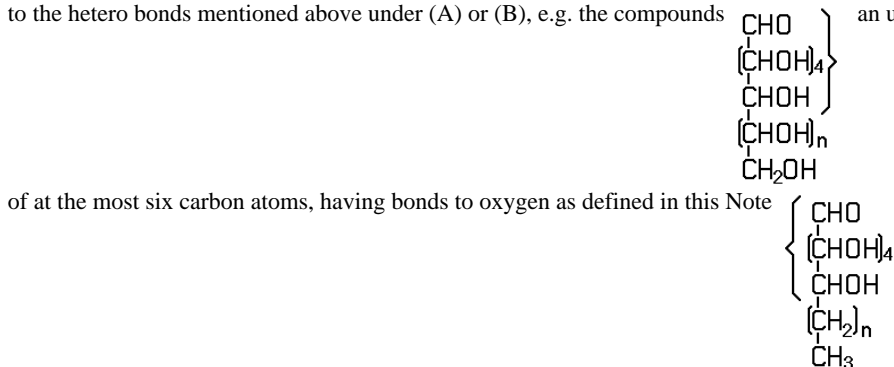 to the hetero bonds mentioned above under (A) or (B), e.g. the compounds
CHO
(CHOH)4
CHOH
(CHOH)n
CH2OH
an u
of at the most six carbon atoms, having bonds to oxygen as defined in this Note
CHO
(CHOH)4
CHOH
(CH2)n
CH3